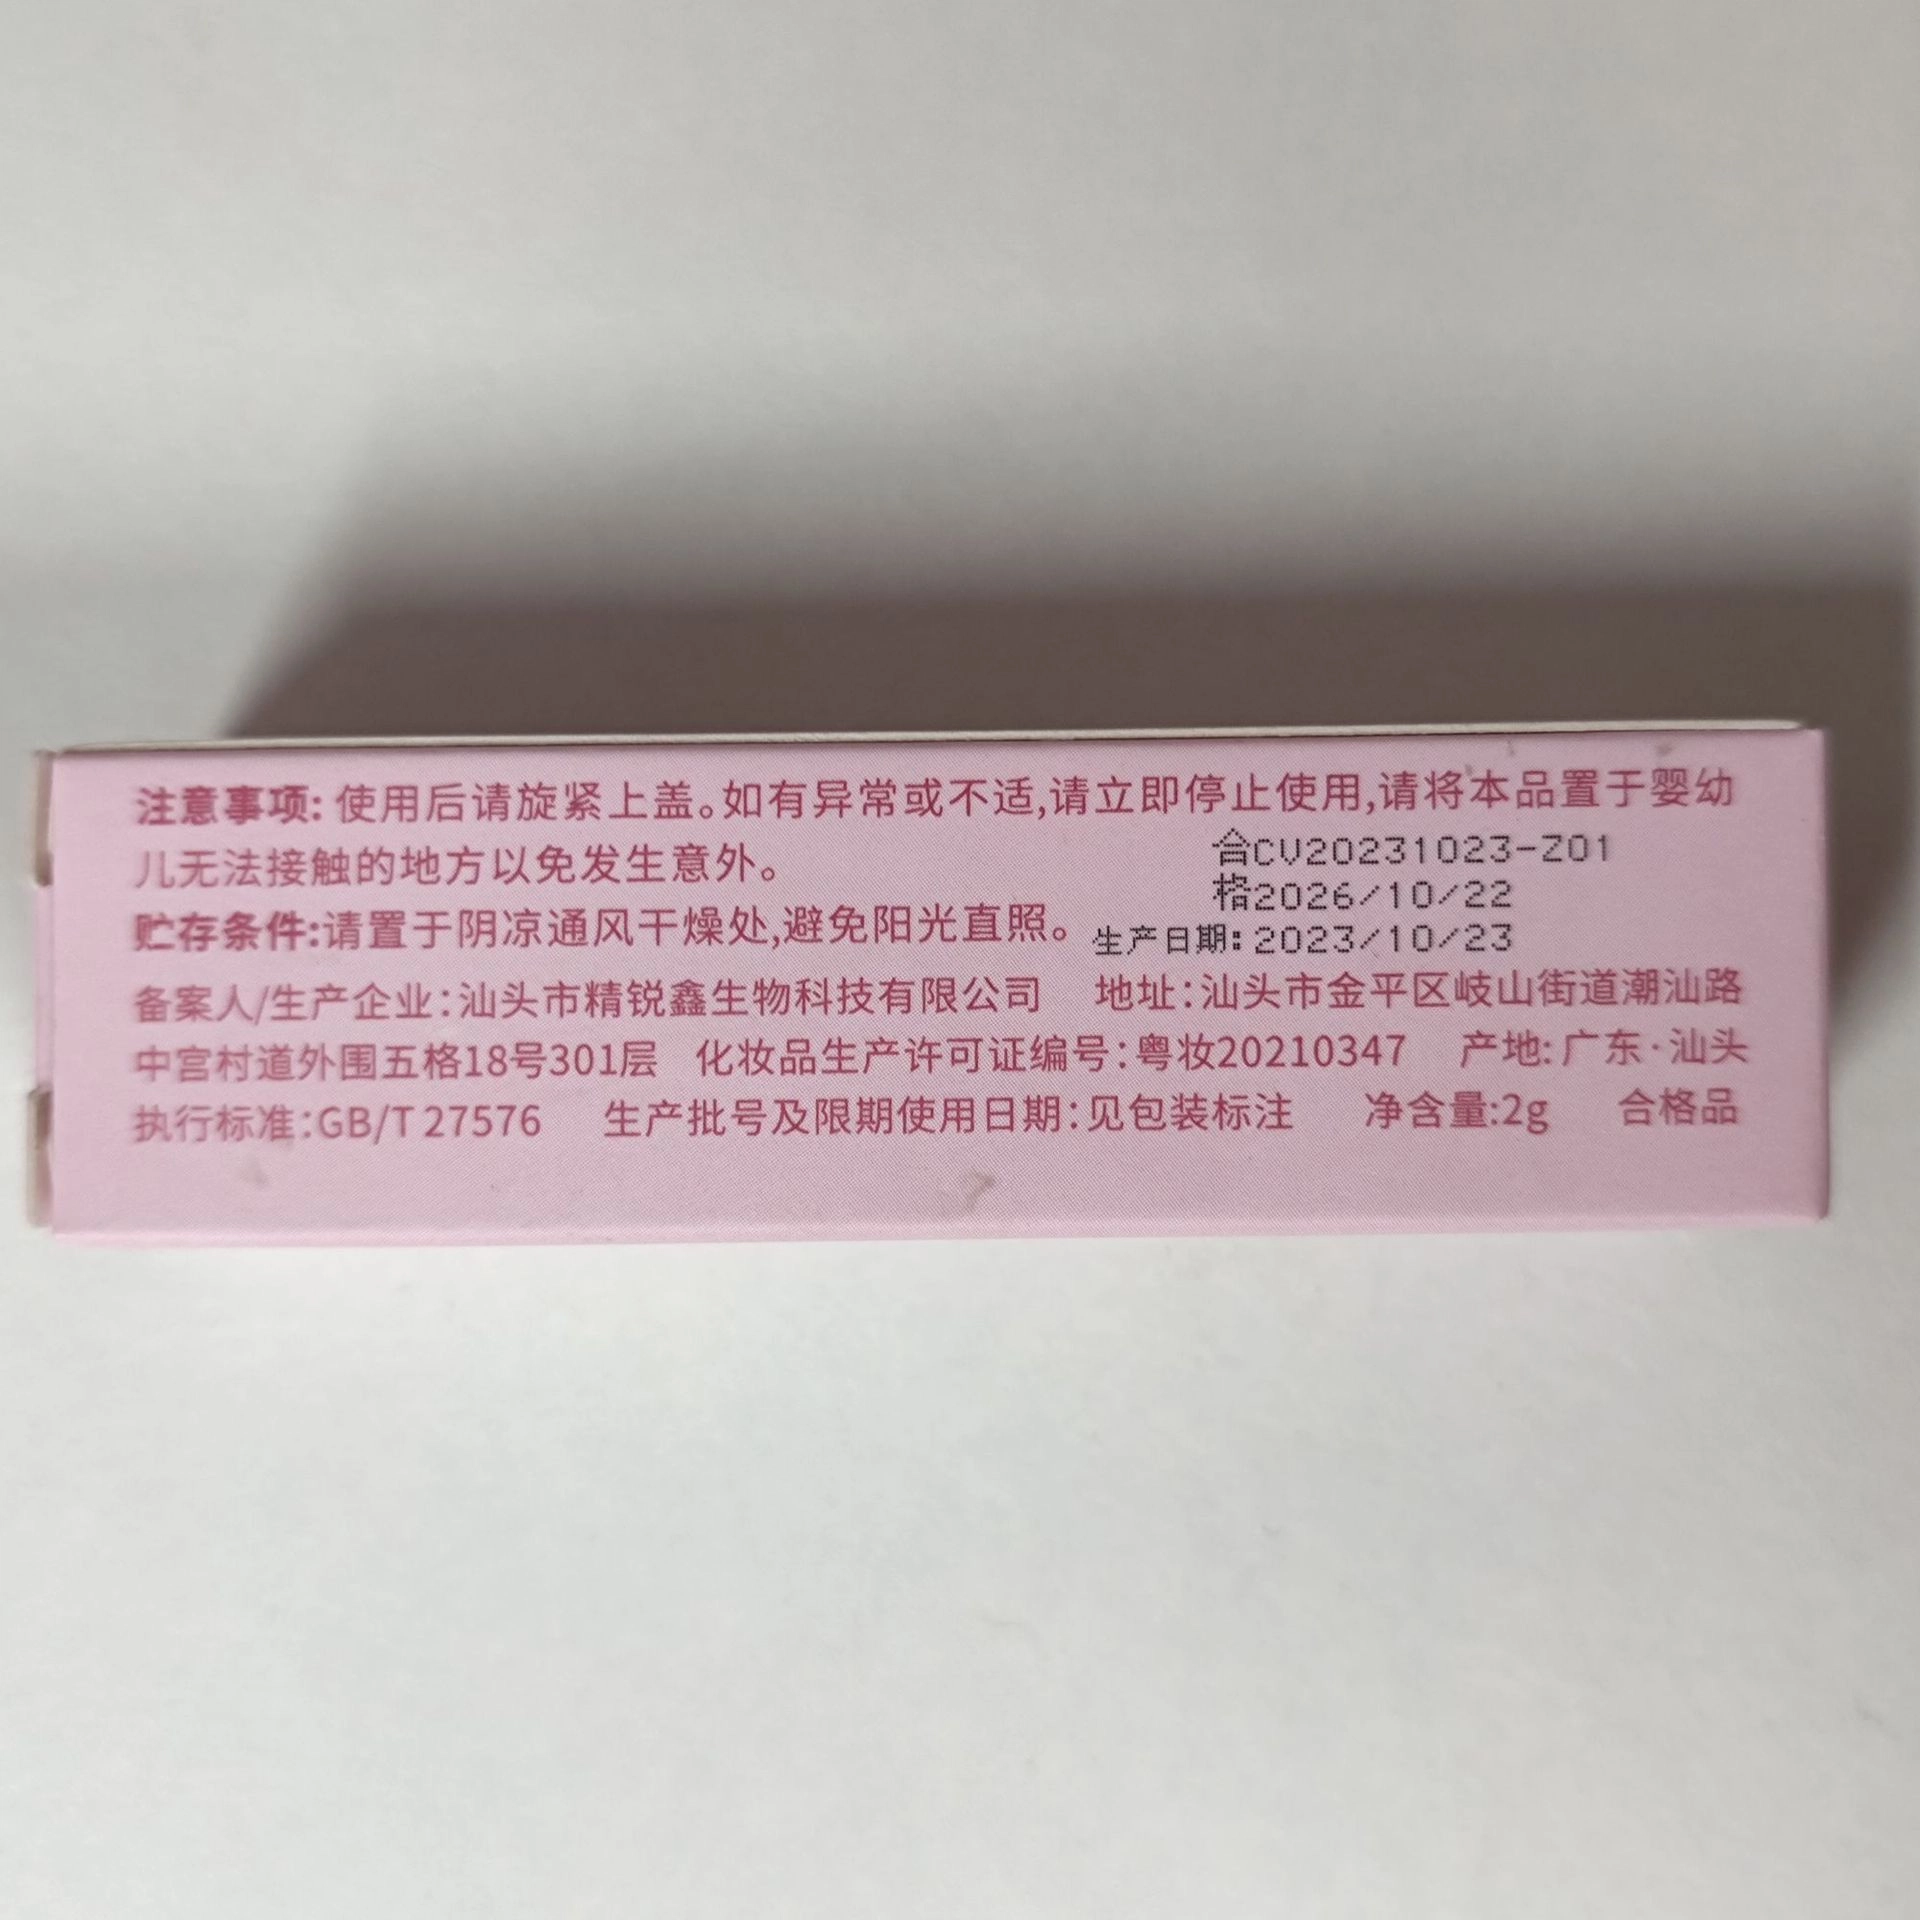 注意事项: 使用后请旋紧上盖。如有异常或不适,请立即停止使用,请将本品置于婴幼
儿无法接触的地方以免发生意外。
合CV20231023-Z01
格2026/10/22
贮存条件:请置于阴凉通风干燥处,避免阳光直照。
生产日期: 2023/10/23
备案人/生产企业:汕头市精锐鑫生物科技有限公司 地址:汕头市金平区岐山街道潮汕路
中宫村道外围五格18号301层 化妆品生产许可证编号:粤妆20210347 产地: 广东·汕头
执行标准:GB/T 27576 生产批号及限期使用日期:见包装标注 净含量:2g 合格品